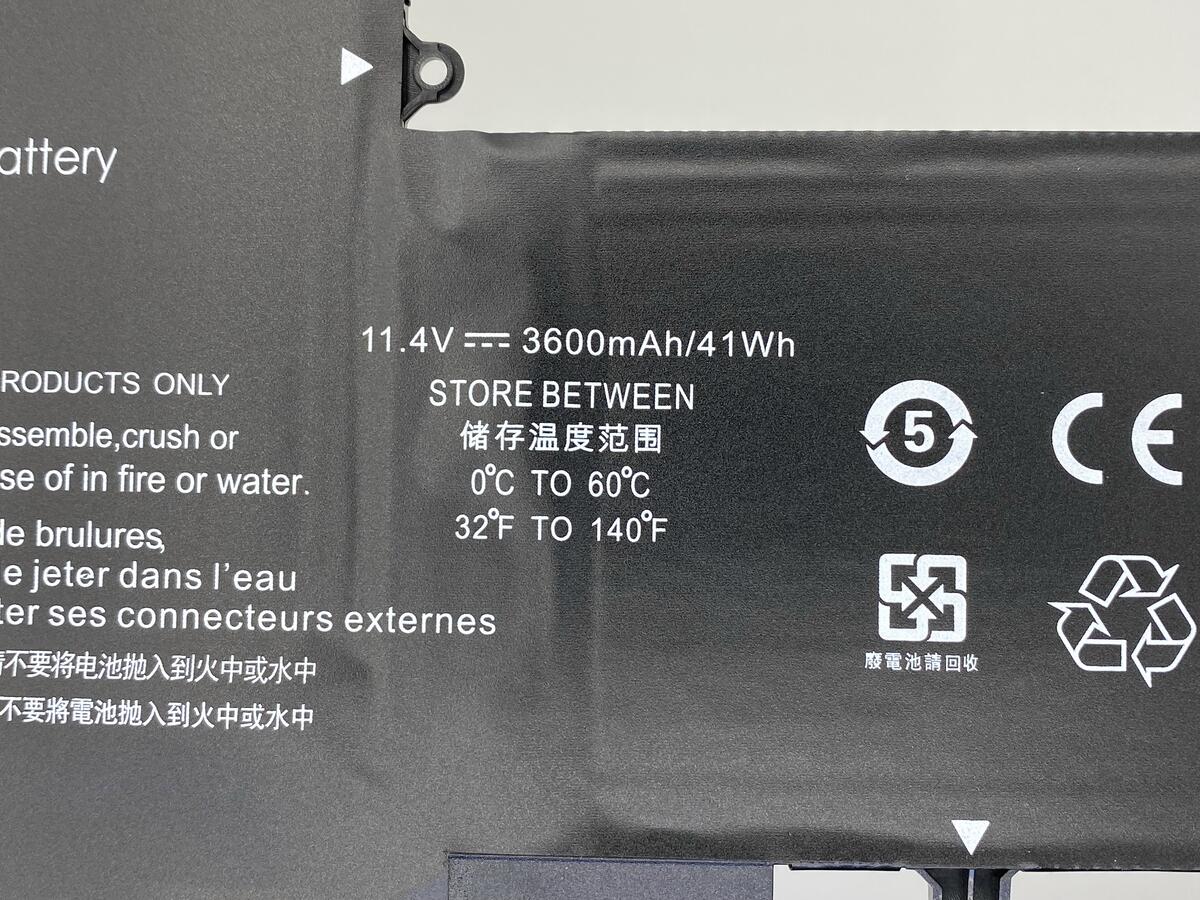 attery
11.4V 3600mAh/41Wh
STORE BETWEEN
储存温度范围
0°C TO 60°C
32°F TO 140°F
RODUCTS ONLY
ssemble,crush or
se of in fire or water.
de brulures,
e jeter dans l'eau
ter ses connecteurs externes
请不要将电池抛入到火中或水中
不要將電池抛入到火中或水中
5
CE
廢電池請回收